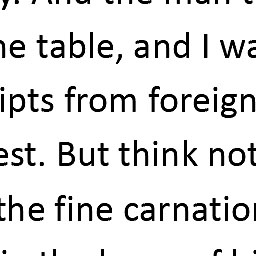 y. And the man t
he table, and I wa
ipts from foreign
est. But think not
the fine carnation